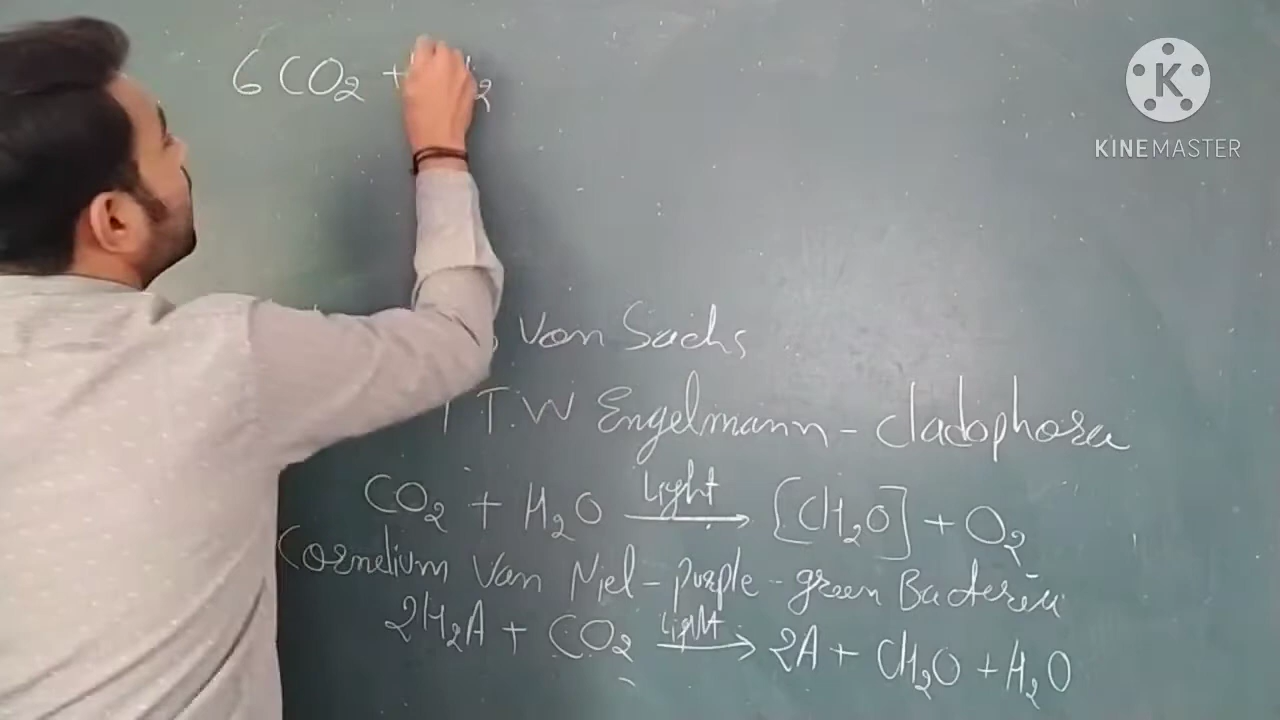 6CO₂ +
K
KINEMASTER
Von Sachs
T.W Engelmann - cladophora
CO₂ + H₂O Light → [CH₂O] + O₂
Cornelium Van Niel - purple - green Bacteria
2H₂A + CO₂ Light → 2A + CH₂O + H₂O